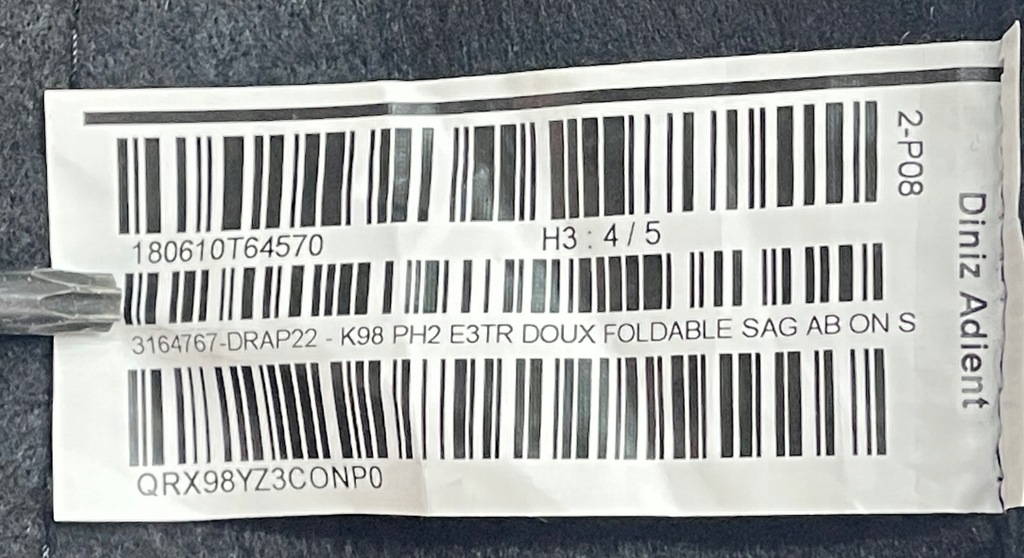 180610T64570
H3 : 4 / 5
3164767-DRAP22 - K98 PH2 E3TR DOUX FOLDABLE SAG AB ON S
QRX98YZ3CONP0
2-P08
Diniz Adient